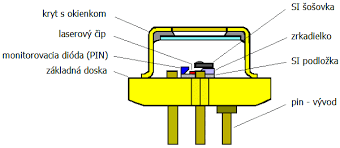 kryt s okienkom
laserový čip
monitorovacia dióda (PIN)
základná doska
SI šošovka
zrkadielko
SI podložka
pin - vývod